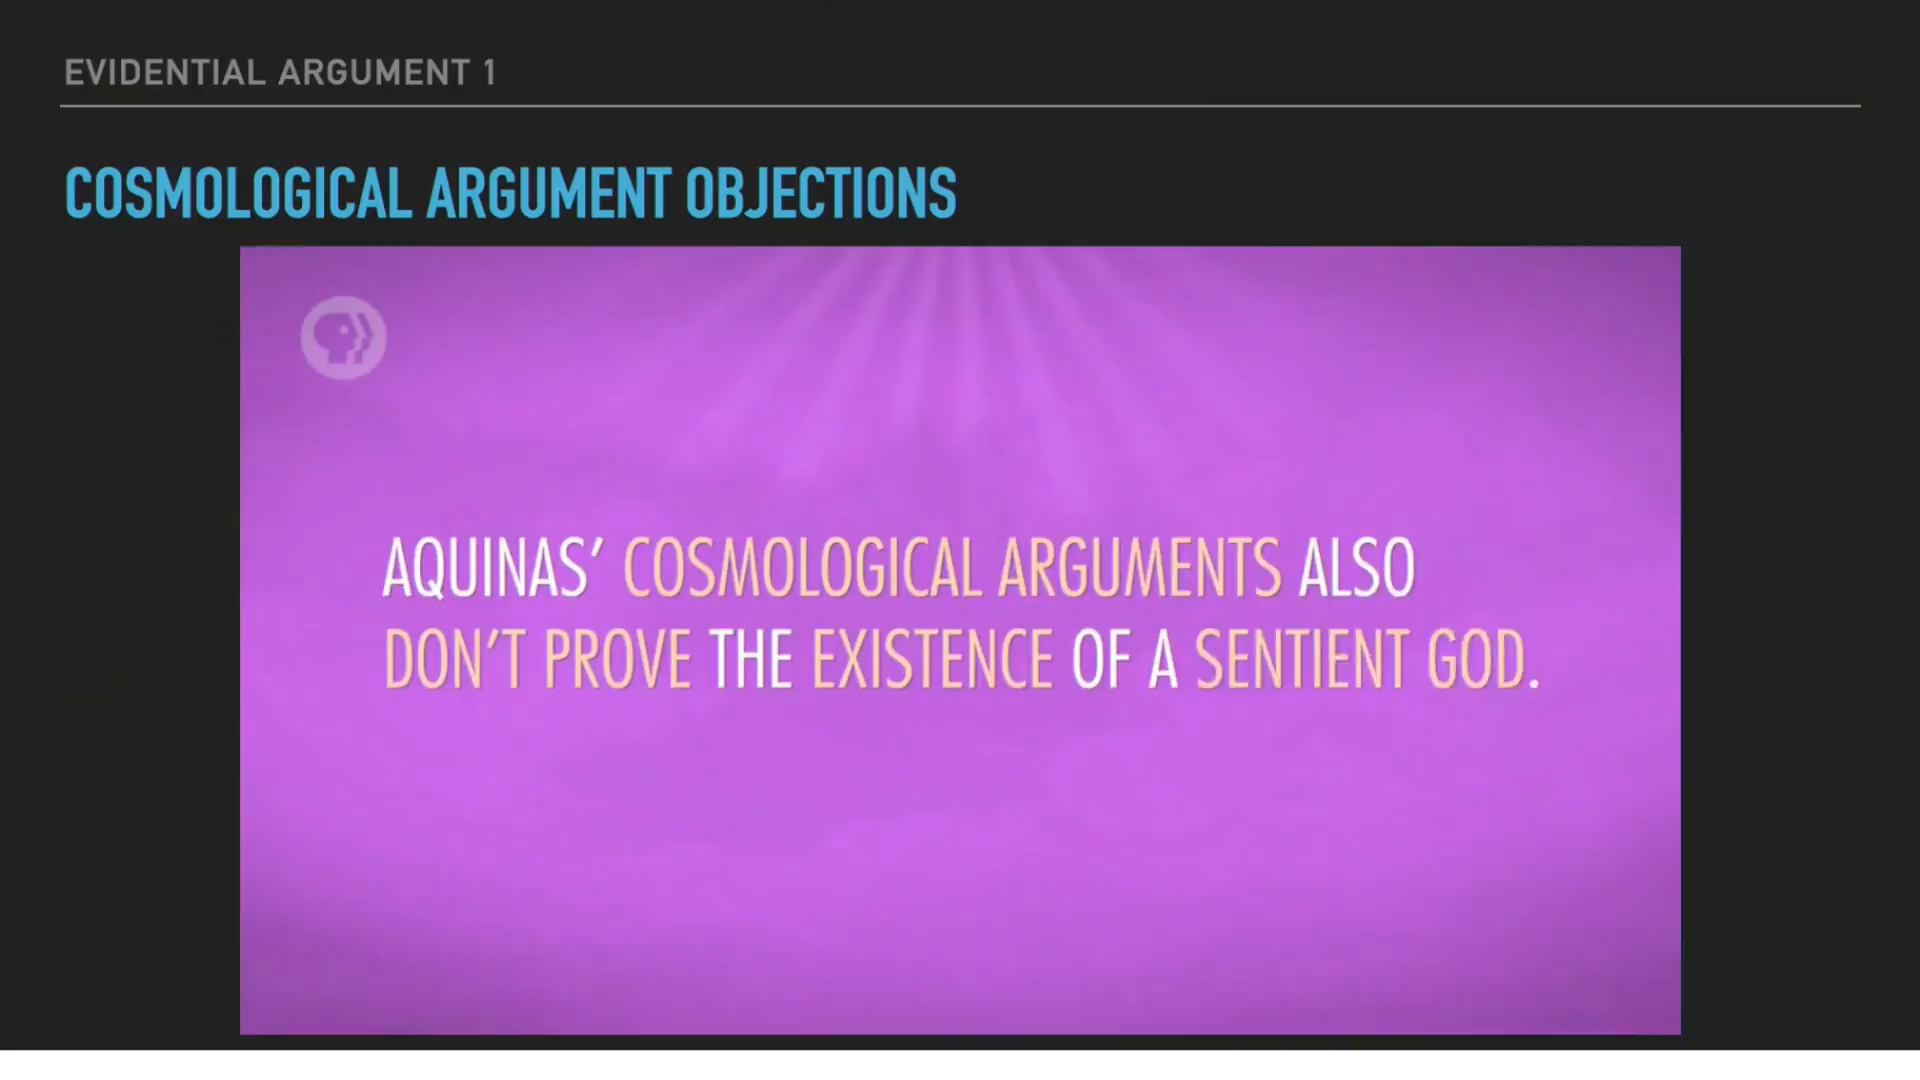 EVIDENTIAL ARGUMENT 1
COSMOLOGICAL ARGUMENT OBJECTIONS
AQUINAS’ COSMOLOGICAL ARGUMENTS ALSO
DON’T PROVE THE EXISTENCE OF A SENTIENT GOD.